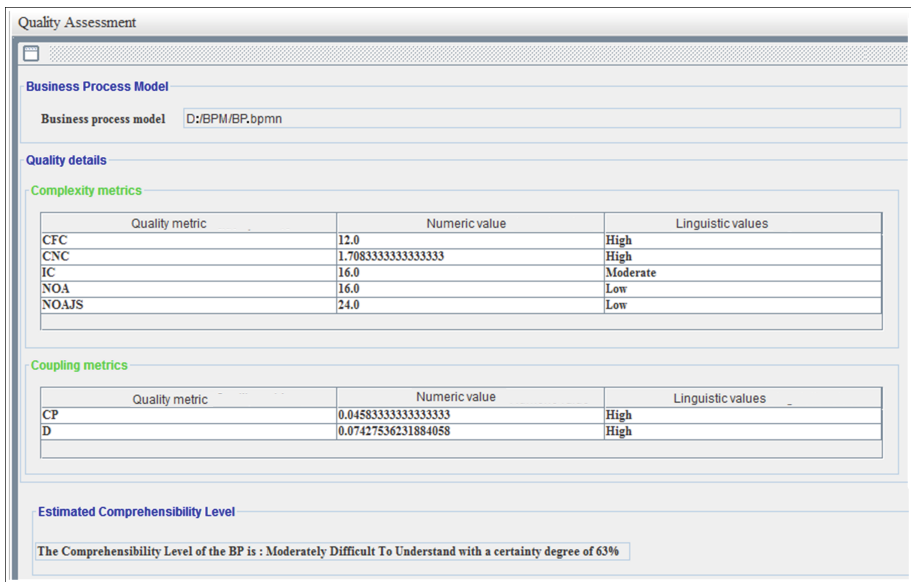 Quality Assessment
Business Process Model
Business process model D:/BPM/BP.bpmn
Quality details
Complexity metrics
Quality metric Numeric value Linguistic values
CFC 12.0 High
CNC 1.7083333333333333 High
IC 16.0 Moderate
NOA 16.0 Low
NOAJS 24.0 Low
Coupling metrics
Quality metric Numeric value Linguistic values
CP 0.04583333333333333 High
D 0.07427536231884058 High
Estimated Comprehensibility Level
The Comprehensibility Level of the BP is : Moderately Difficult To Understand with a certainty degree of 63%